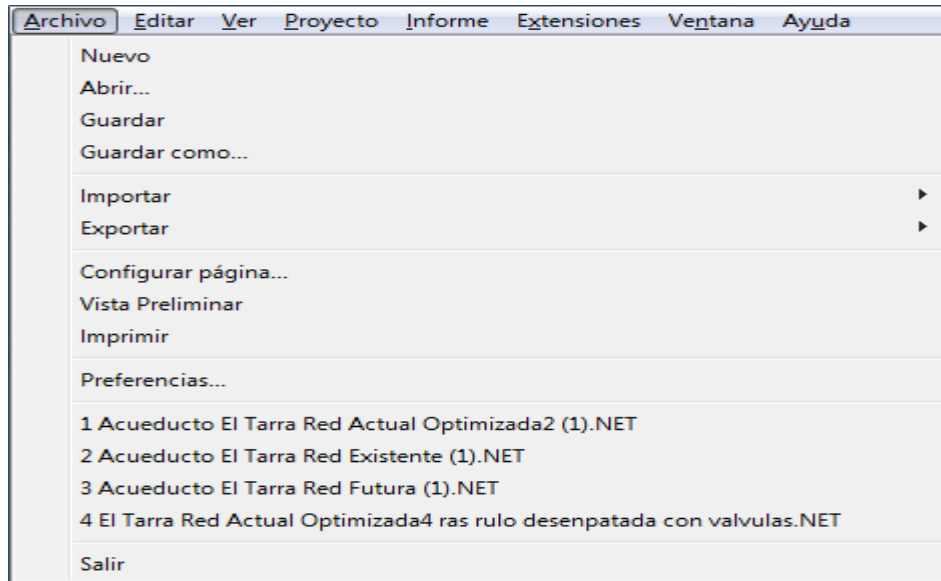 Archivo Editar Ver Proyecto Informe Extensiones Ventana Ayuda
Nuevo
Abrir...
Guardar
Guardar como...
Importar
Exportar
Configurar página...
Vista Preliminar
Imprimir
Preferencias...
1 Acueducto El Tarra Red Actual Optimizada2 (1).NET
2 Acueducto El Tarra Red Existente (1).NET
3 Acueducto El Tarra Red Futura (1).NET
4 El Tarra Red Actual Optimizada4 ras rulo desenpatada con valvulas.NET
Salir